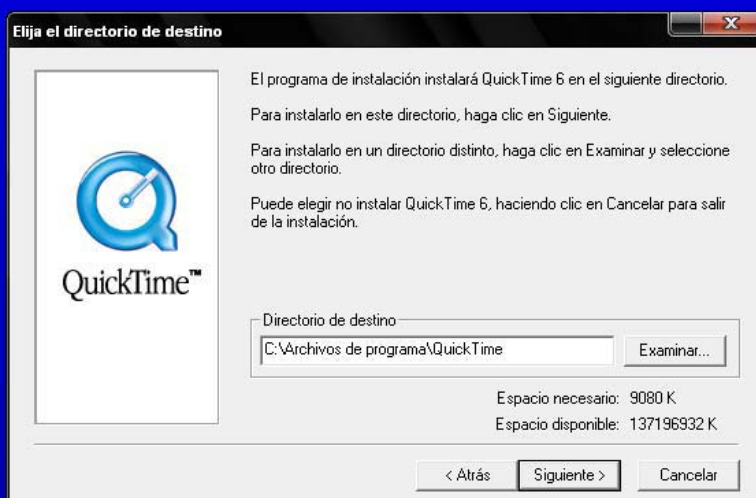 Elija el directorio de destino
El programa de instalación instalará QuickTime 6 en el siguiente directorio.
Para instalarlo en este directorio, haga clic en Siguiente.
Para instalarlo en un directorio distinto, haga clic en Examinar y seleccione
otro directorio.
Puede elegir no instalar QuickTime 6, haciendo clic en Cancelar para salir
de la instalación.
QuickTime™
Directorio de destino
C:\Archivos de programa\QuickTime
Examinar...
Espacio necesario: 9080 K
Espacio disponible: 137196932 K
< Atrás
Siguiente >
Cancelar